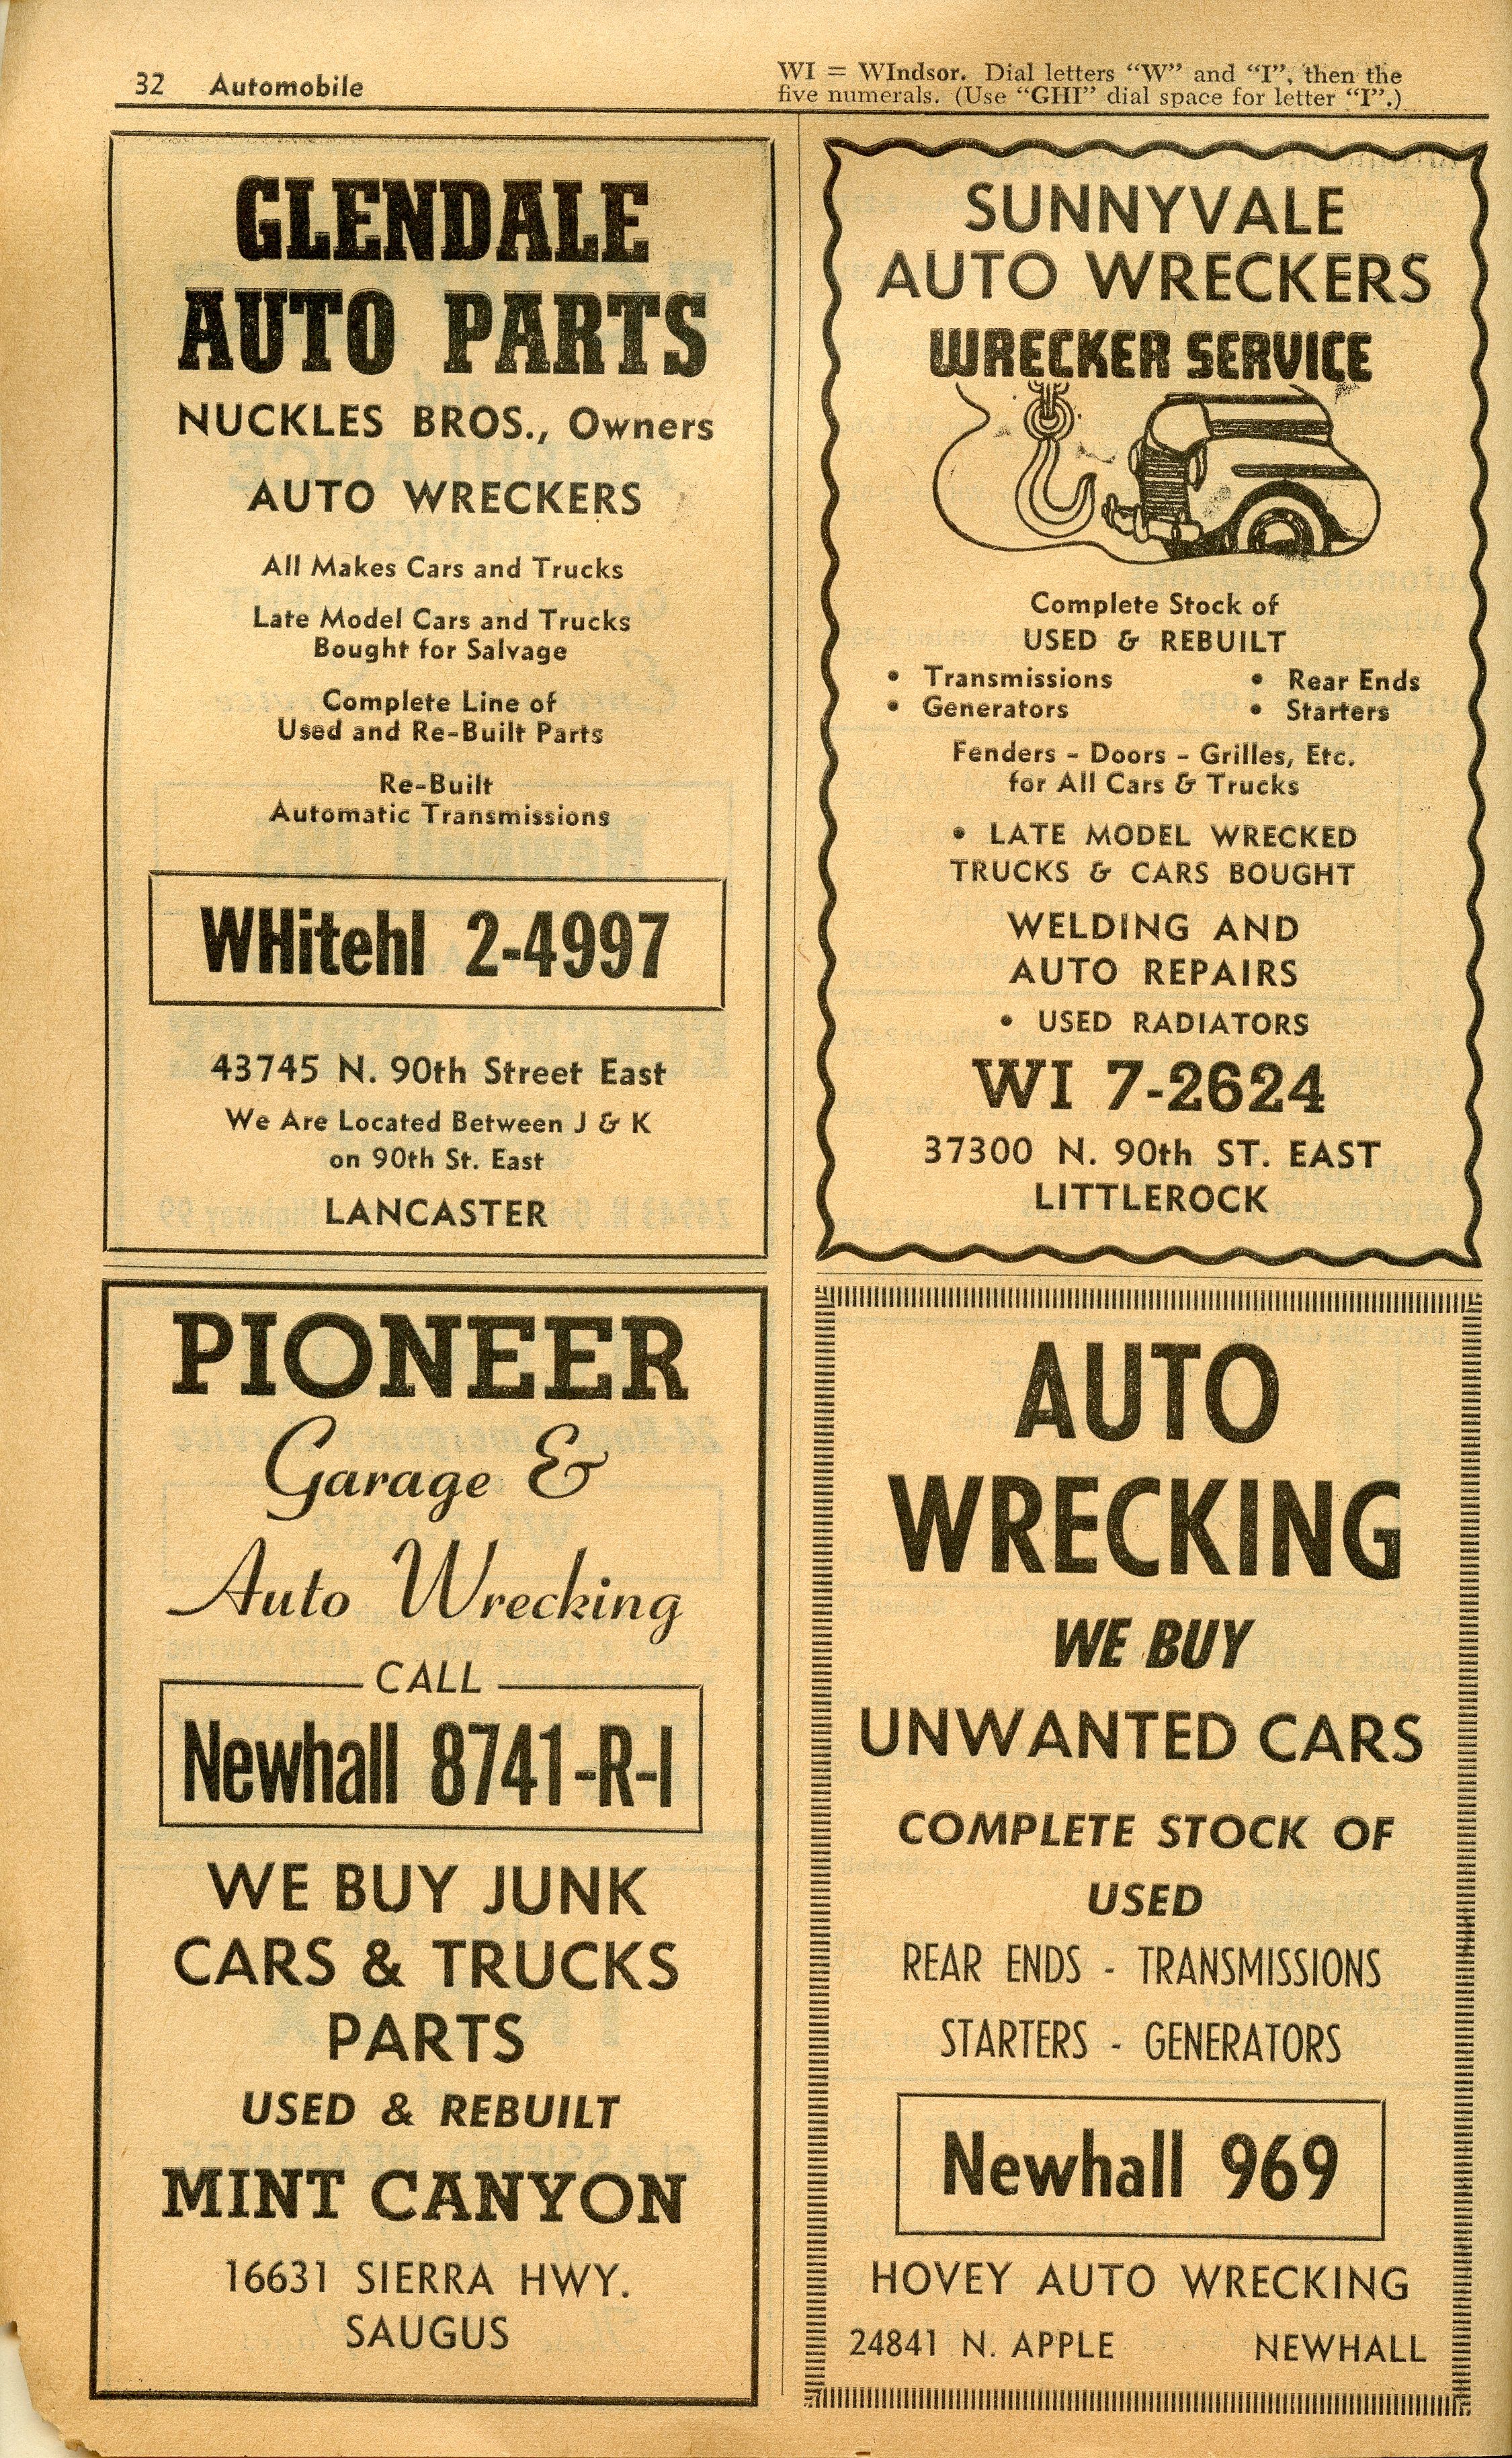 32 Automobile
WI = WIndsor. Dial letters “W” and “I”, then the
five numerals. (Use “GHI” dial space for letter “I”.)
GLENDALE
AUTO PARTS
NUCKLES BROS., Owners
AUTO WRECKERS
All Makes Cars and Trucks
Late Model Cars and Trucks
Bought for Salvage
Complete Line of
Used and Re-Built Parts
Re-Built
Automatic Transmissions
WHitehl 2-4997
43745 N. 90th Street East
We Are Located Between J & K
on 90th St. East
LANCASTER
SUNNYVALE
AUTO WRECKERS
WRECKER SERVICE
Complete Stock of
USED & REBUILT
• Transmissions • Rear Ends
• Generators • Starters
Fenders - Doors - Grilles, Etc.
for All Cars & Trucks
• LATE MODEL WRECKED
TRUCKS & CARS BOUGHT
WELDING AND
AUTO REPAIRS
• USED RADIATORS
WI 7-2624
37300 N. 90th ST. EAST
LITTLEROCK
PIONEER
Garage &
Auto Wrecking
CALL
Newhall 8741-R-I
WE BUY JUNK
CARS & TRUCKS
PARTS
USED & REBUILT
MINT CANYON
16631 SIERRA HWY.
SAUGUS
AUTO
WRECKING
WE BUY
UNWANTED CARS
COMPLETE STOCK OF
USED
REAR ENDS - TRANSMISSIONS
STARTERS - GENERATORS
Newhall 969
HOVEY AUTO WRECKING
24841 N. APPLE NEWHALL